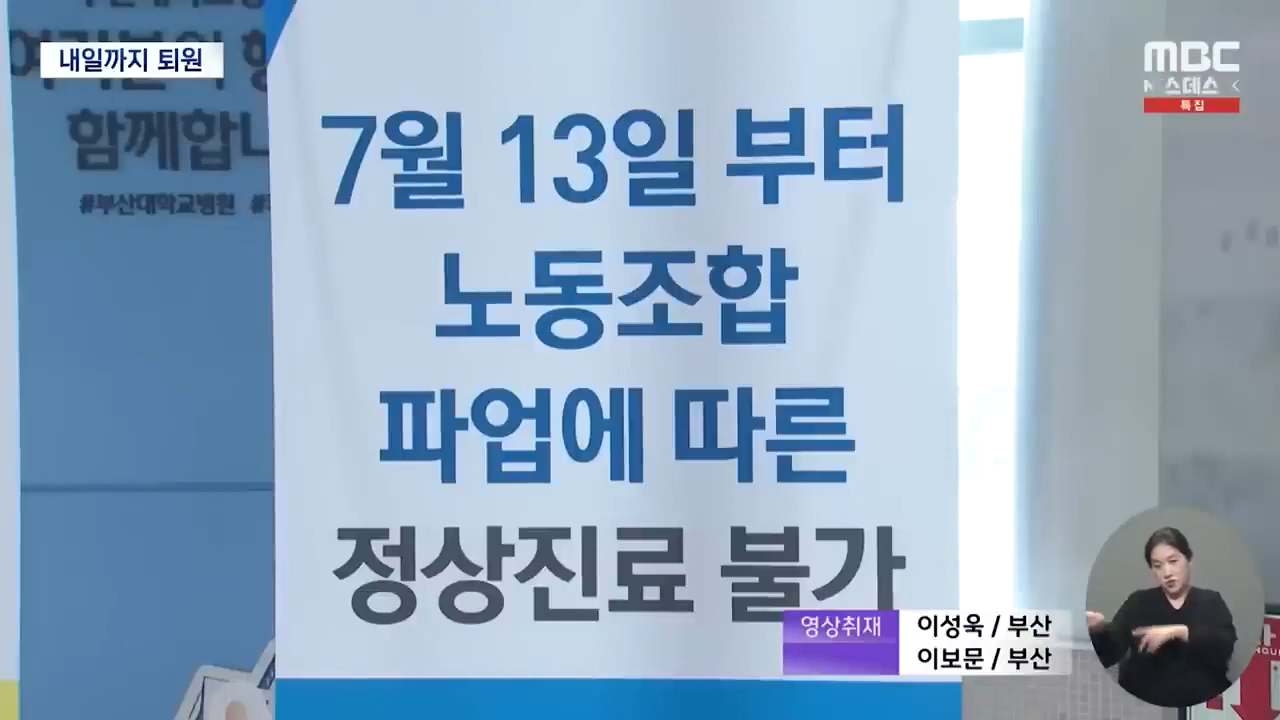 내일까지 퇴원
MBC
스데스
특집
함께합니
#부산대학교병원
7월 13일 부터
노동조합
파업에 따른
정상진료 불가
영상취재
이성욱 / 부산
이보문 / 부산